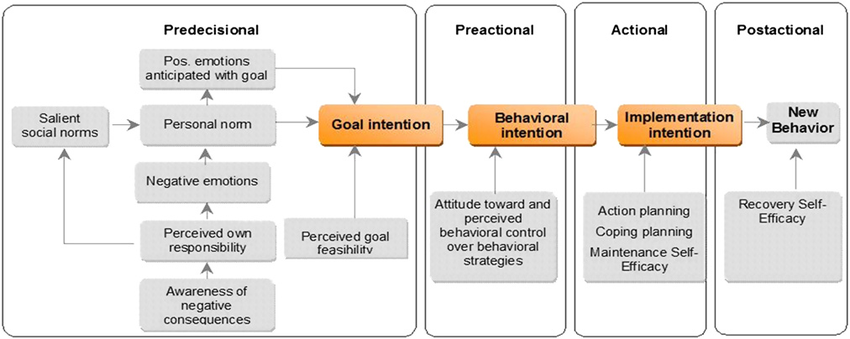 Predecisional
Pos. emotions
anticipated with goal
Salient
social norms
Personal norm
Negative emotions
Perceived own
responsibility
Awareness of
negative
consequences
Goal intention
Perceived goal
feasibility
Preactional
Behavioral
intention
Attitude toward and
perceived
behavioral control
over behavioral
strategies
Actional
Implementation
intention
Action planning
Coping planning
Maintenance Self-
Efficacy
Postactional
New
Behavior
Recovery Self-
Efficacy